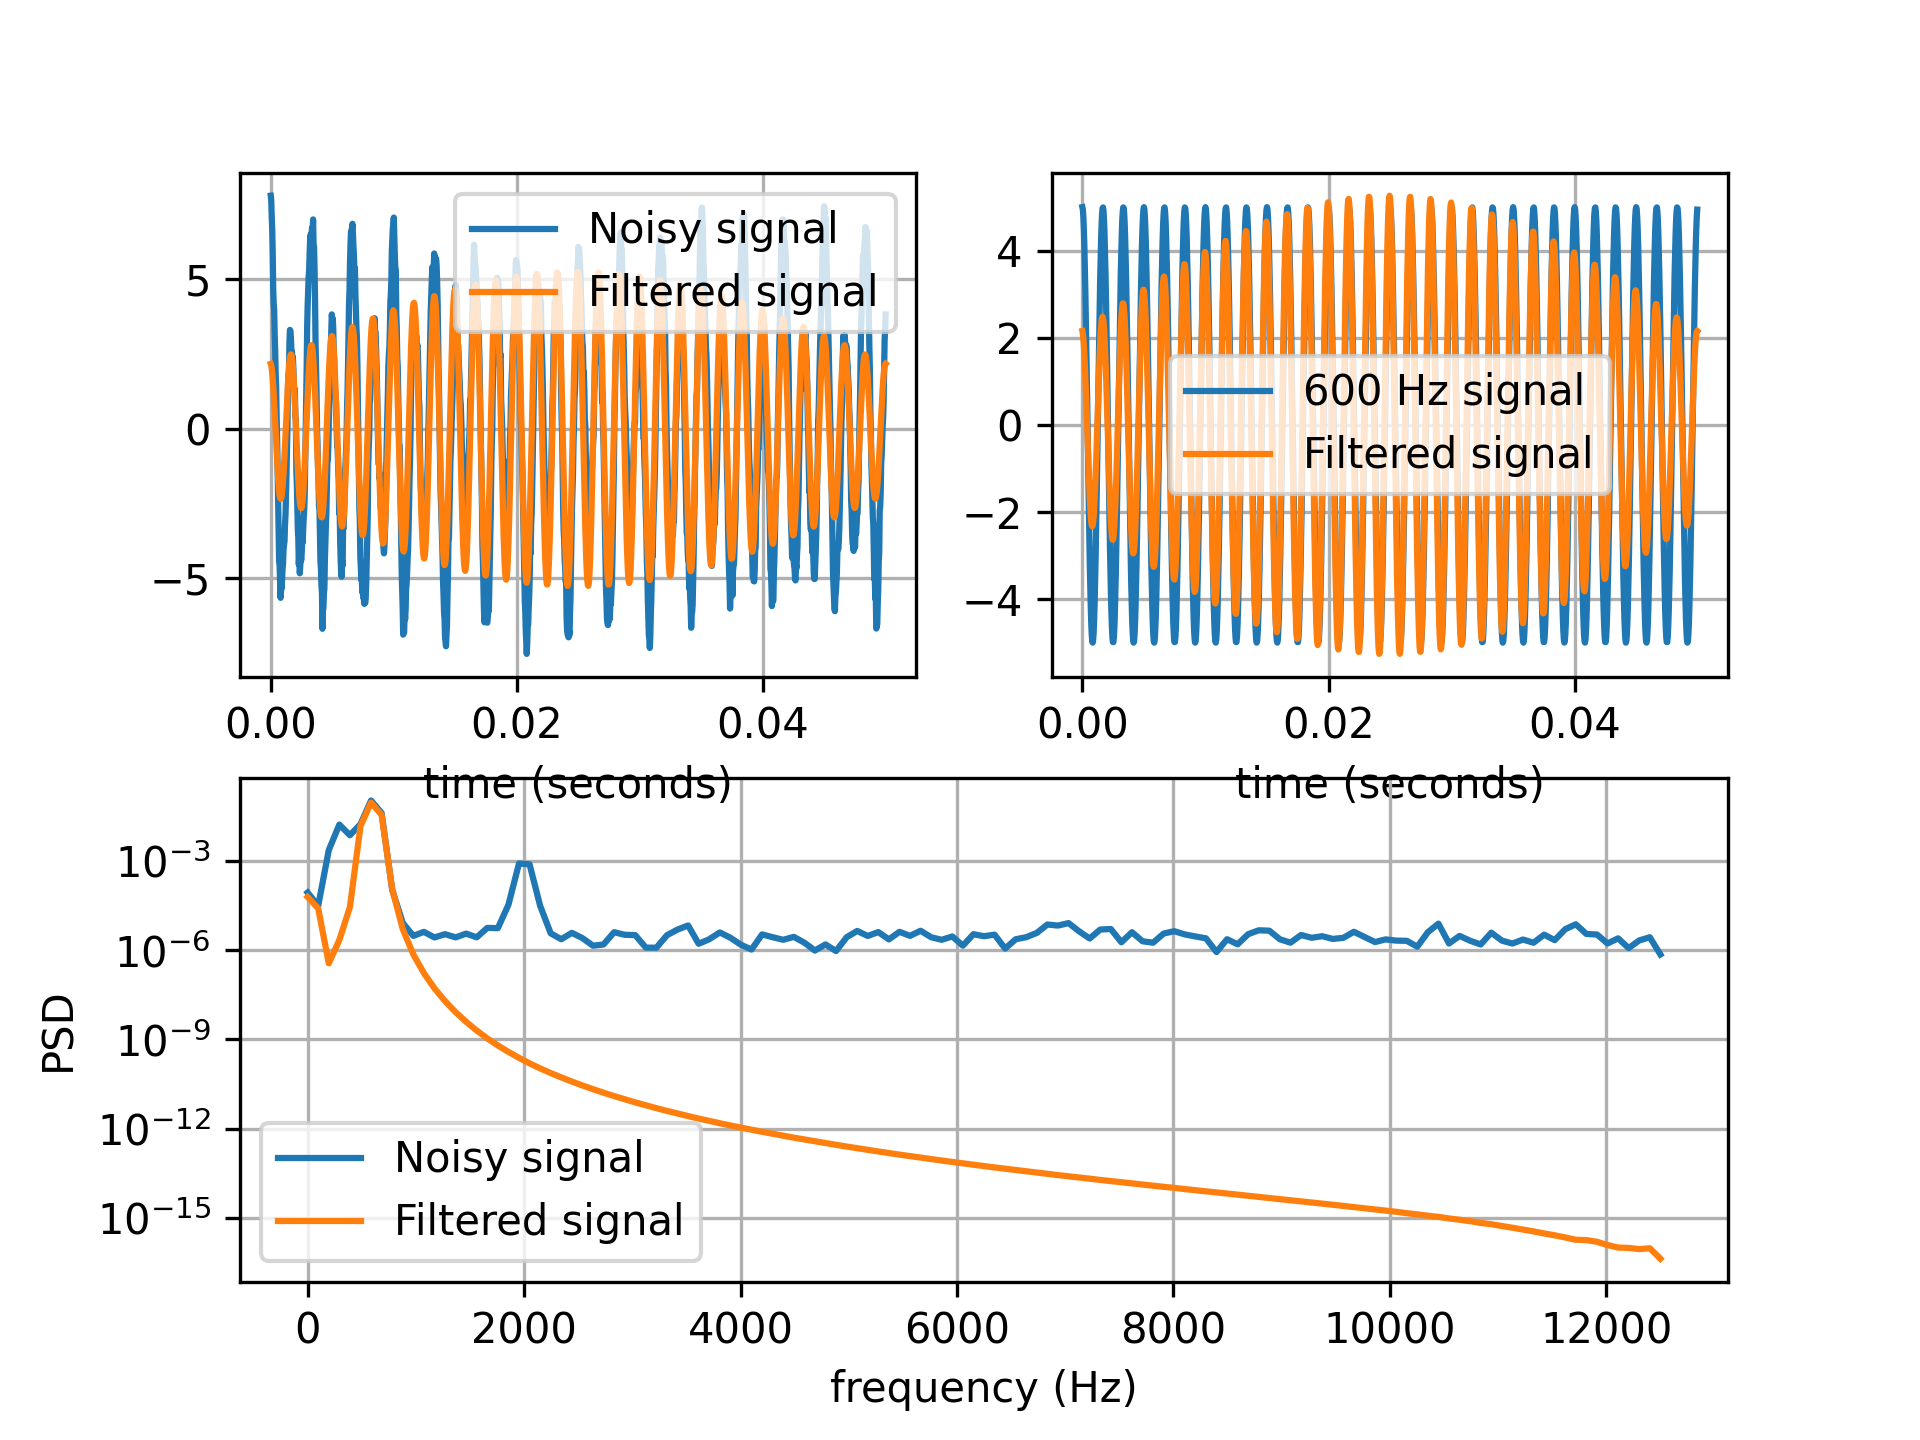 Noisy signal
Filtered signal
5
0
−5
0.00 0.02 0.04
time (seconds)
600 Hz signal
Filtered signal
4
2
0
−2
−4
0.00 0.02 0.04
time (seconds)
PSD
10⁻³
10⁻⁶
10⁻⁹
10⁻¹²
10⁻¹⁵
Noisy signal
Filtered signal
0 2000 4000 6000 8000 10000 12000
frequency (Hz)